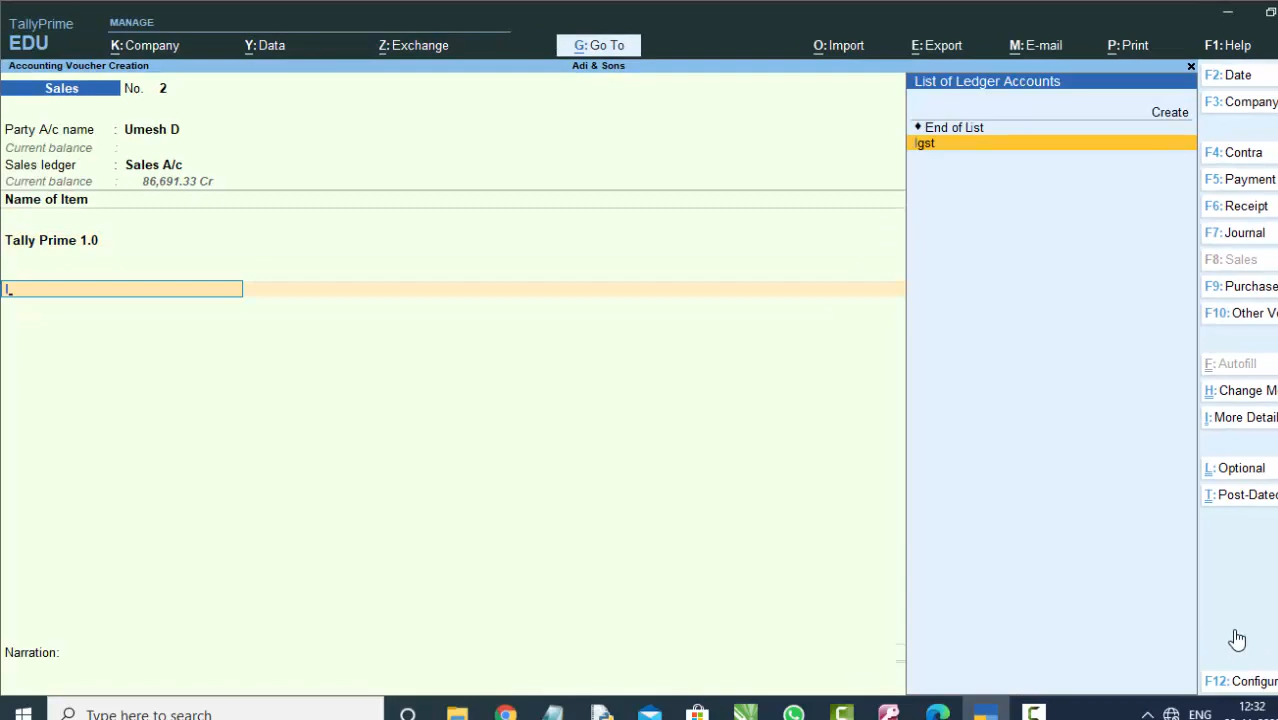 TallyPrime
EDU
MANAGE
K: Company
Y: Data
Z: Exchange
G: Go To
O: Import
E: Export
M: E-mail
P: Print
F1: Help
Accounting Voucher Creation
Adi & Sons
Sales No. 2
Party A/c name : Umesh D
Current balance :
Sales ledger : Sales A/c
Current balance : 86,691.33 Cr
Name of Item
Tally Prime 1.0
I
Narration:
List of Ledger Accounts
Create
♦ End of List
Igst
F2: Date
F3: Company
F4: Contra
F5: Payment
F6: Receipt
F7: Journal
F8: Sales
F9: Purchase
F10: Other Vo
F: Autofill
H: Change M
I: More Detail
L: Optional
T: Post-Dated
F12: Configur
Type here to search
ENG
12:32